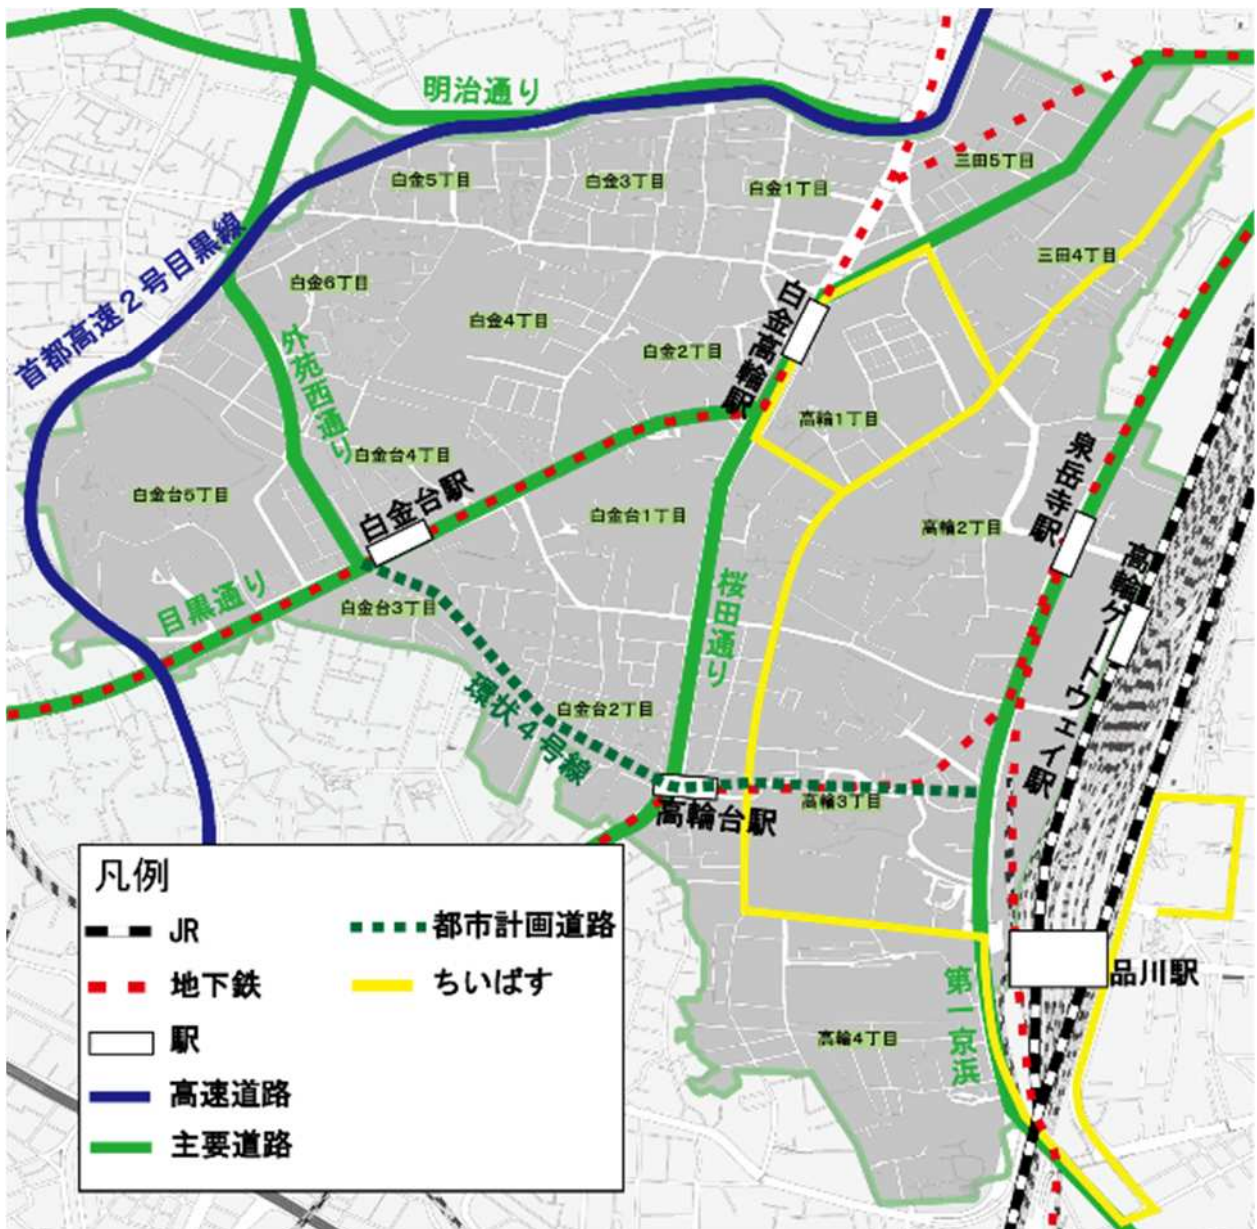 明治通り
三田5丁目
白金5丁目
白金3丁目
白金1丁目
首都高速2号目黒線
三田4丁目
白金6丁目
白金4丁目
白金2丁目
白金高輪駅
外苑西通り
高輪1丁目
白金台4丁目
泉岳寺駅
白金台5丁目
白金台駅
白金台1丁目
高輪2丁目
高輪ゲートウェイ駅
目黒通り
白金台3丁目
桜田通り
環状4号線
白金台2丁目
高輪3丁目
高輪台駅
品川駅
第一京浜
高輪4丁目
凡例
JR
地下鉄
駅
高速道路
主要道路
都市計画道路
ちいばす